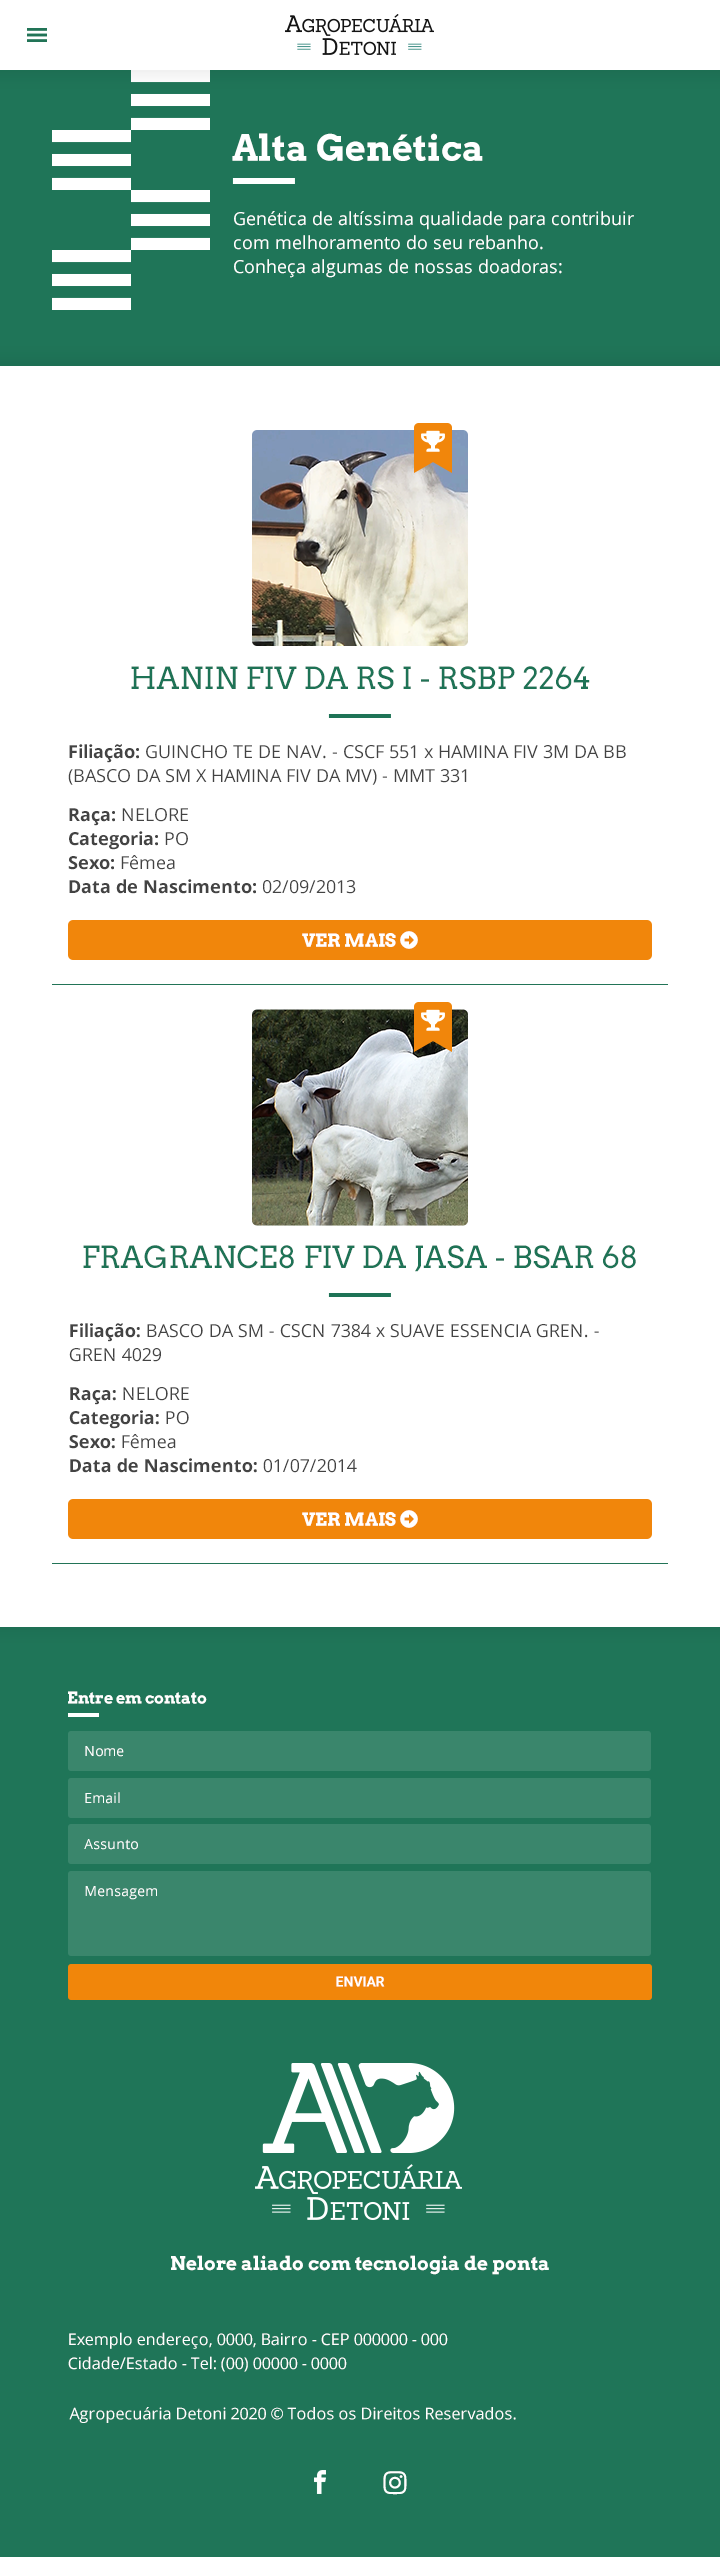 AGROPECUÁRIA
DETONI
Alta Genética
Genética de altíssima qualidade para contribuir
com melhoramento do seu rebanho.
Conheça algumas de nossas doadoras:
HANIN FIV DA RS I - RSBP 2264
Filiação: GUINCHO TE DE NAV. - CSCF 551 x HAMINA FIV 3M DA BB
(BASCO DA SM X HAMINA FIV DA MV) - MMT 331
Raça: NELORE
Categoria: PO
Sexo: Fêmea
Data de Nascimento: 02/09/2013
VER MAIS
FRAGRANCE8 FIV DA JASA - BSAR 68
Filiação: BASCO DA SM - CSCN 7384 x SUAVE ESSENCIA GREN. -
GREN 4029
Raça: NELORE
Categoria: PO
Sexo: Fêmea
Data de Nascimento: 01/07/2014
VER MAIS
Entre em contato
Nome
Email
Assunto
Mensagem
ENVIAR
AD
AGROPECUÁRIA
DETONI
Nelore aliado com tecnologia de ponta
Exemplo endereço, 0000, Bairro - CEP 000000 - 000
Cidade/Estado - Tel: (00) 00000 - 0000
Agropecuária Detoni 2020 © Todos os Direitos Reservados.